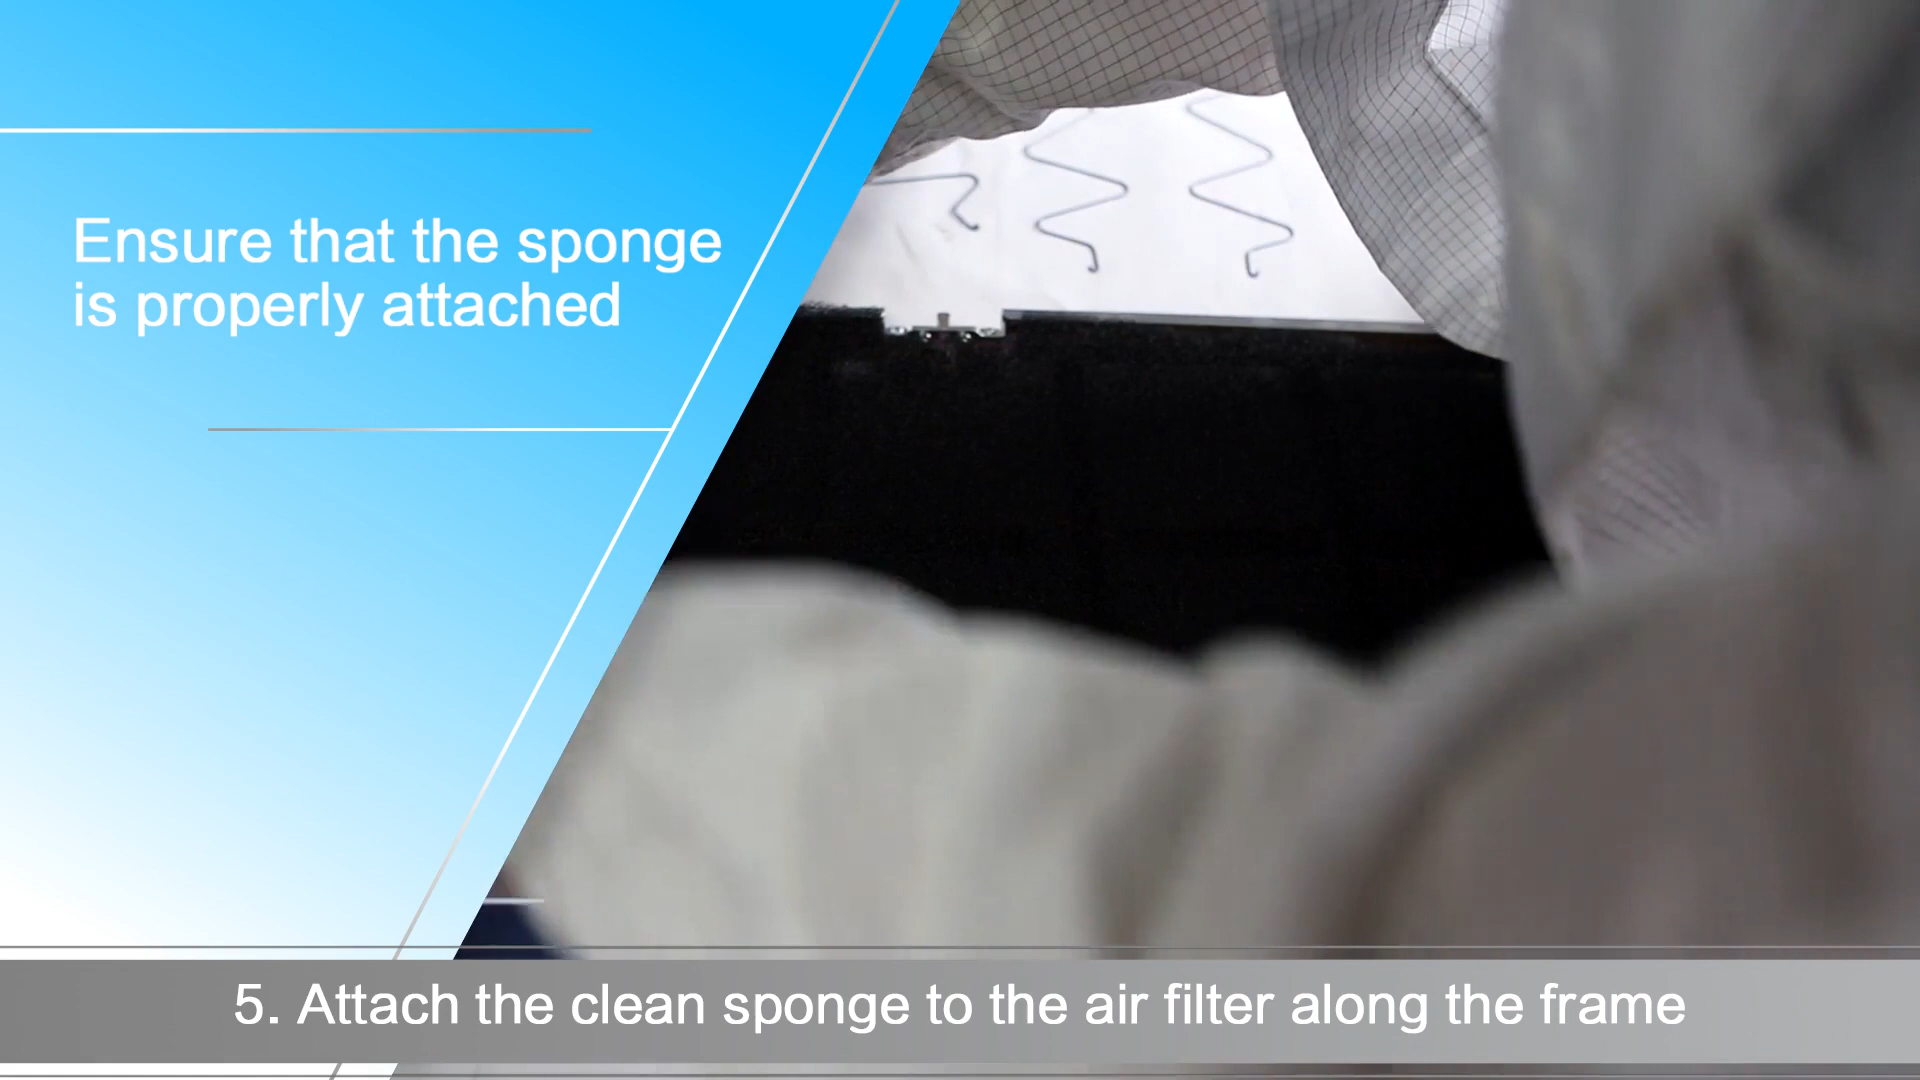 Ensure that the sponge
is properly attached
5. Attach the clean sponge to the air filter along the frame